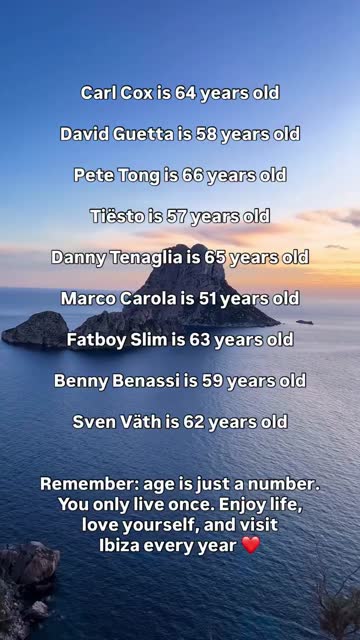 Carl Cox is 64 years old
David Guetta is 58 years old
Pete Tong is 66 years old
Tiësto is 57 years old
Danny Tenaglia is 65 years old
Marco Carola is 51 years old
Fatboy Slim is 63 years old
Benny Benassi is 59 years old
Sven Väth is 62 years old
Remember: age is just a number.
You only live once. Enjoy life,
love yourself, and visit
Ibiza every year ❤️